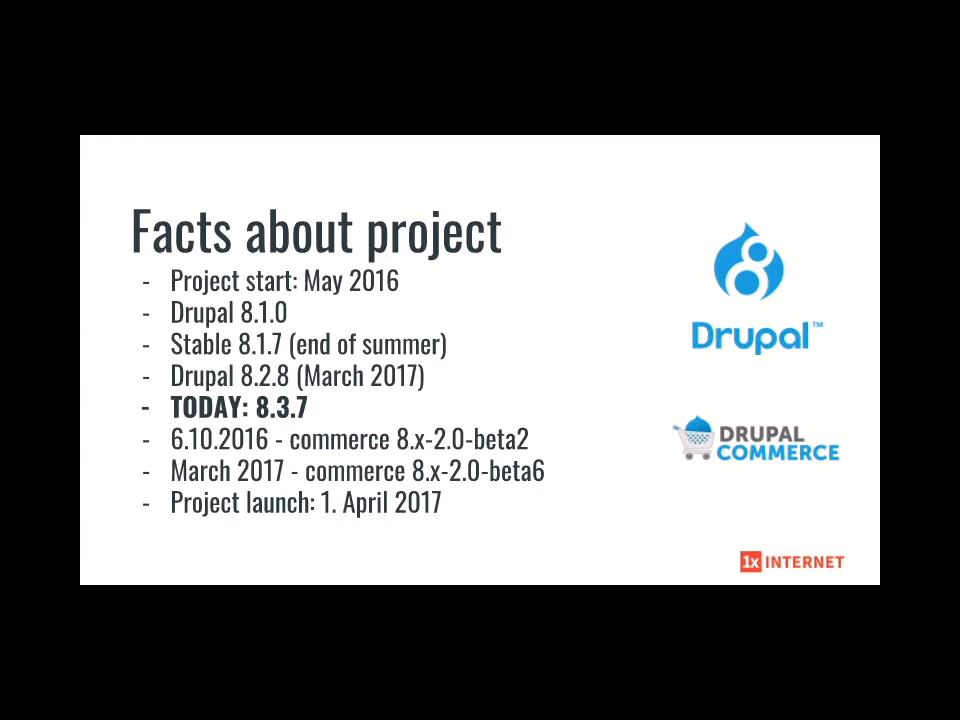 Facts about project
- Project start: May 2016
- Drupal 8.1.0
- Stable 8.1.7 (end of summer)
- Drupal 8.2.8 (March 2017)
- TODAY: 8.3.7
- 6.10.2016 - commerce 8.x-2.0-beta2
- March 2017 - commerce 8.x-2.0-beta6
- Project launch: 1. April 2017
Drupal™
DRUPAL
COMMERCE
1x INTERNET